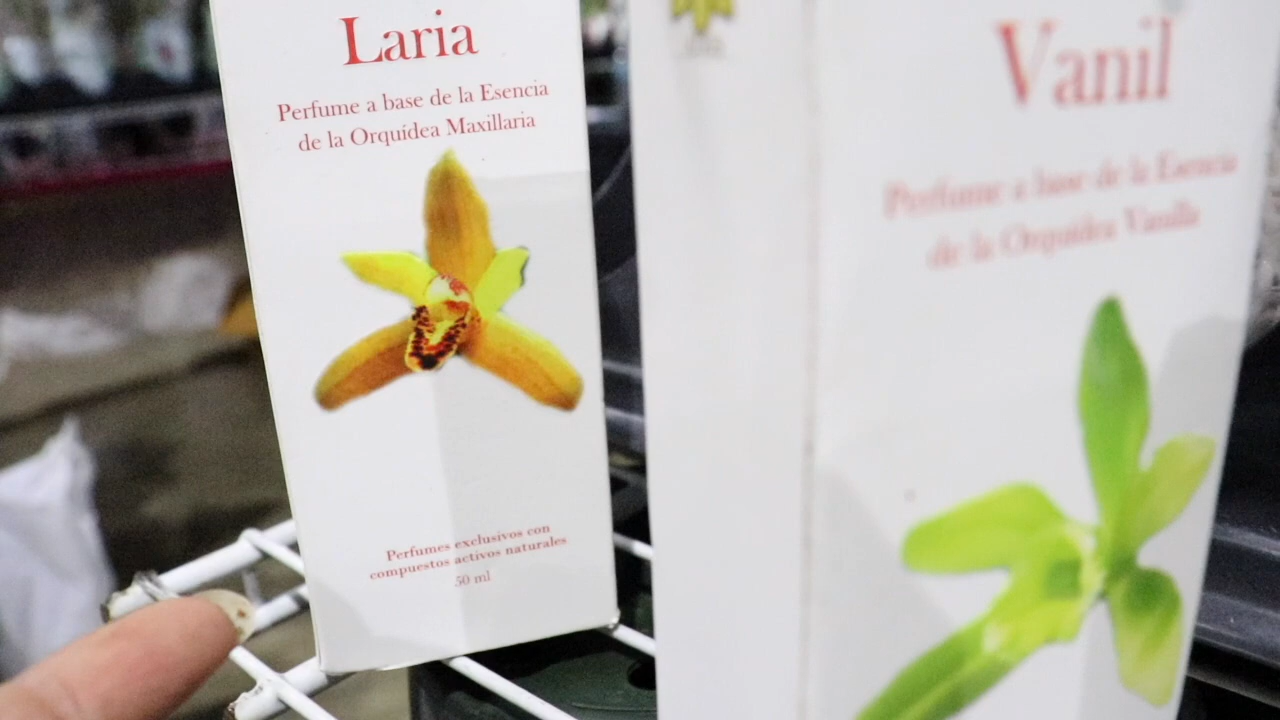 Laria
Perfume a base de la Esencia
de la Orquídea Maxillaria
Perfumes exclusivos con
compuestos activos naturales
50 ml
Vanil
Perfume a base de la Esencia
de la Orquídea Vanilla